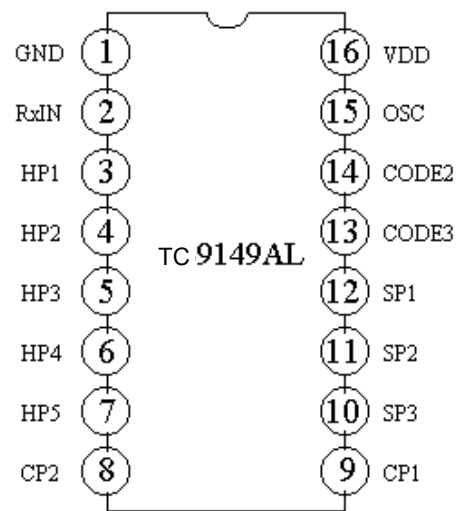 GND 1 16 VDD
RxIN 2 15 OSC
HP1 3 14 CODE2
HP2 4 13 CODE3
TC 9149AL
HP3 5 12 SP1
HP4 6 11 SP2
HP5 7 10 SP3
CP2 8 9 CP1